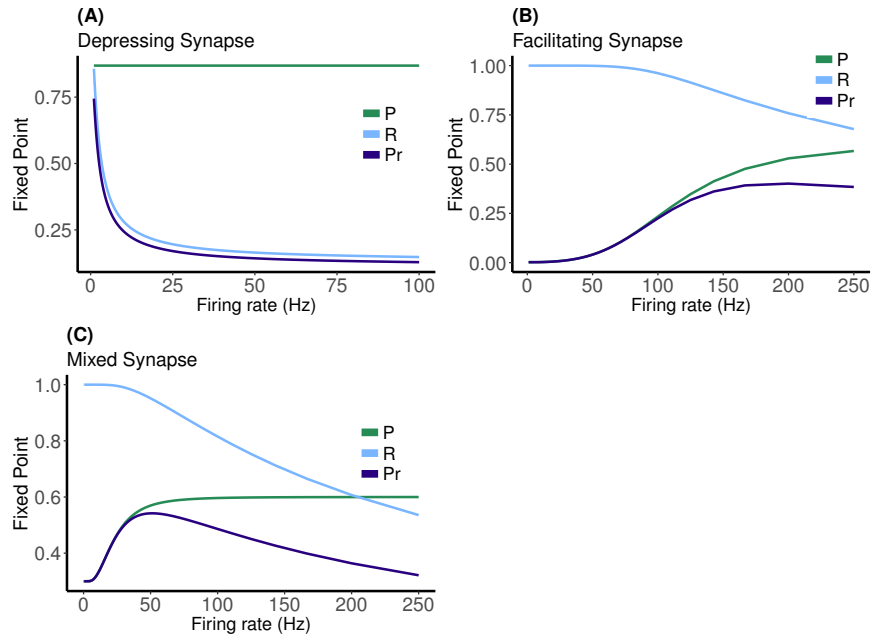 (A)
Depressing Synapse
Fixed Point
0.75
0.50
0.25
P
R
Pr
0 25 50 75 100
Firing rate (Hz)
(B)
Facilitating Synapse
Fixed Point
1.00
0.75
0.50
0.25
0.00
P
R
Pr
0 50 100 150 200 250
Firing rate (Hz)
(C)
Mixed Synapse
Fixed Point
1.0
0.8
0.6
0.4
P
R
Pr
0 50 100 150 200 250
Firing rate (Hz)